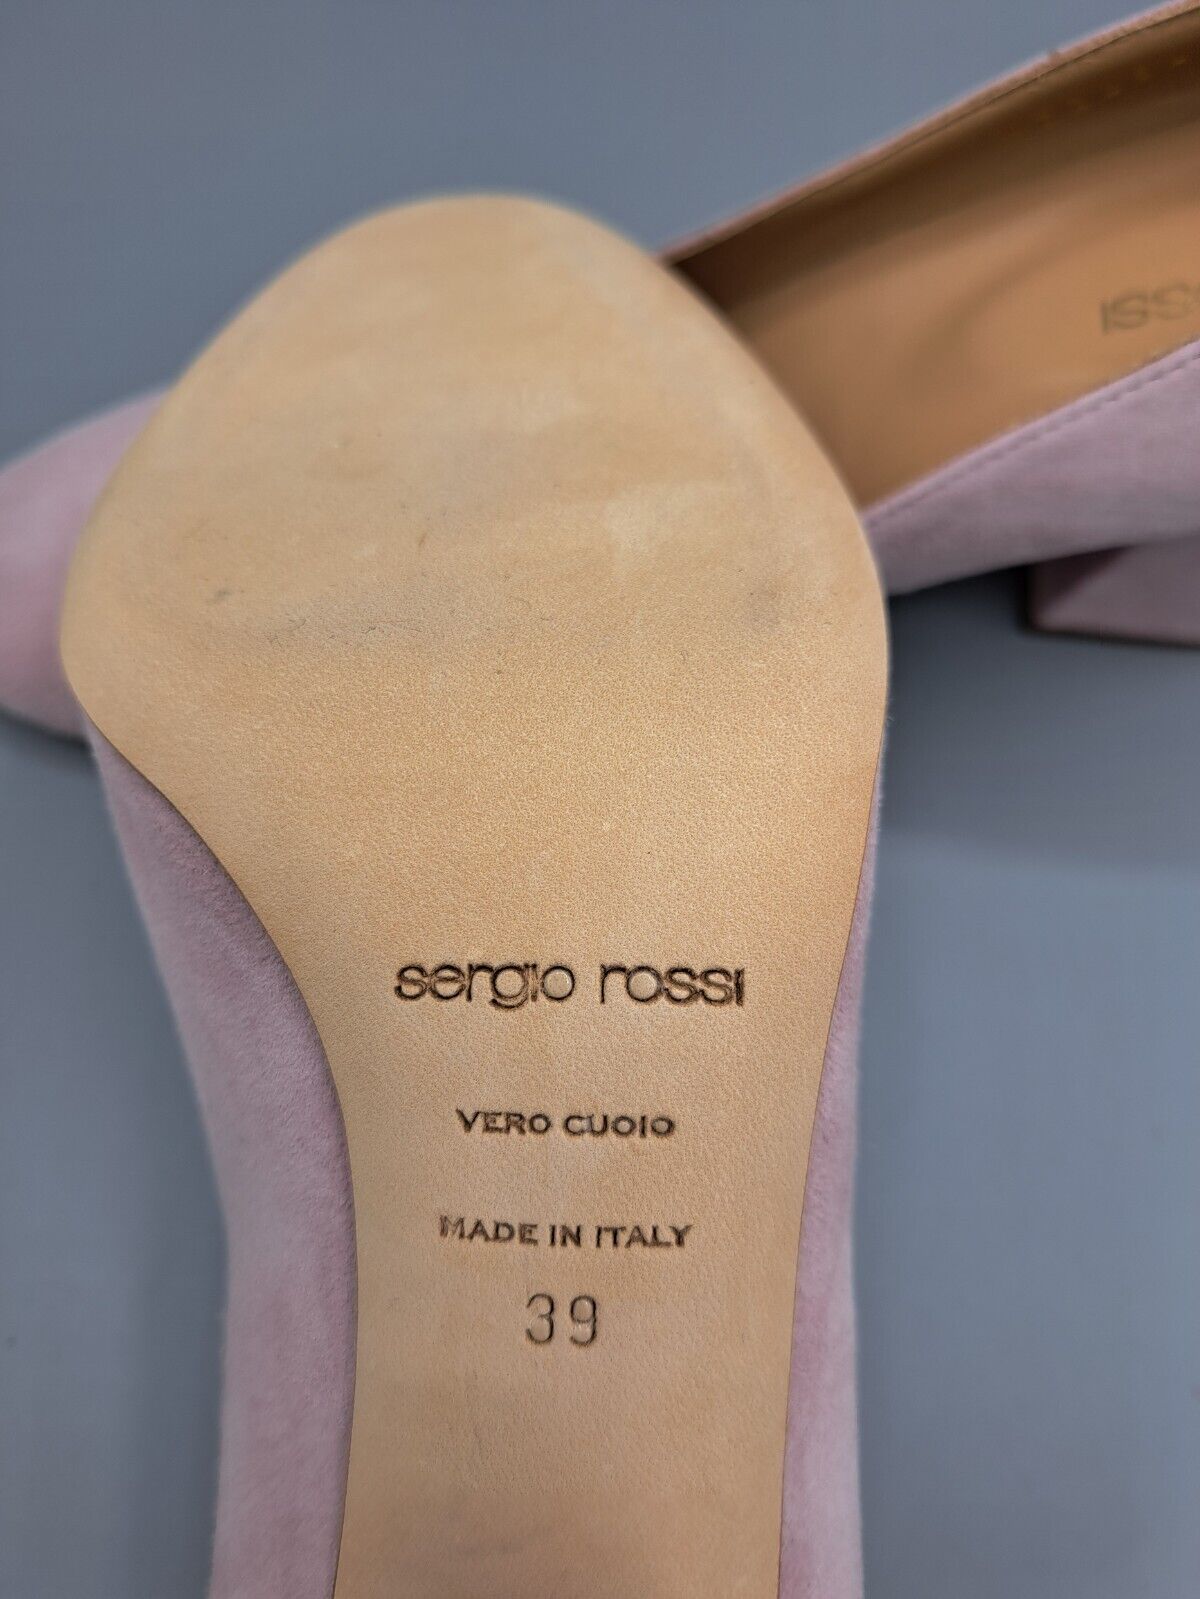 sergio rossi
VERO CUOIO
MADE IN ITALY
39